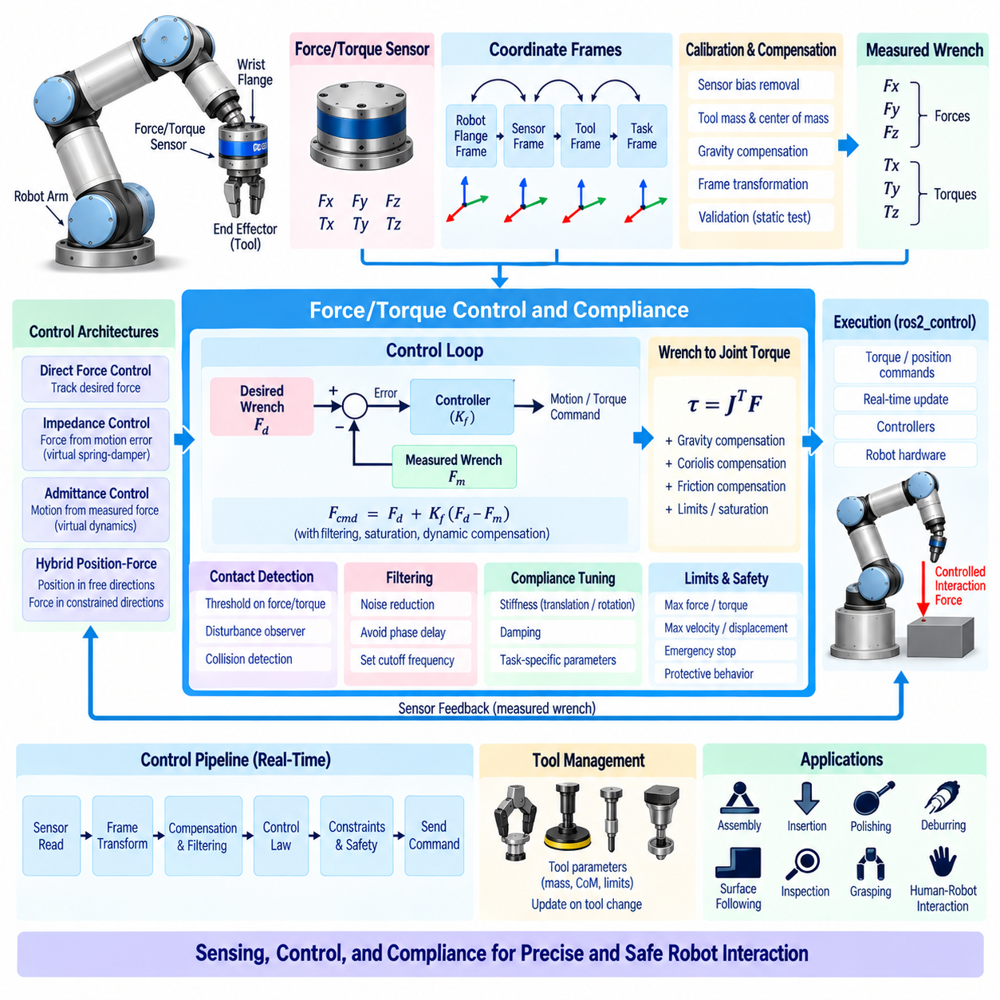 Wrist
Flange
Force/Torque
Sensor
Robot Arm
End Effector
(Tool)
Force/Torque Sensor
Fx Fy Fz
Tx Ty Tz
Coordinate Frames
Robot
Flange
Frame
Sensor
Frame
Tool
Frame
Task
Frame
Calibration & Compensation
Sensor bias removal
Tool mass & center of mass
Gravity compensation
Frame transformation
Validation (static test)
Measured Wrench
Fx
Fy
Fz
Forces
Tx
Ty
Tz
Torques
Control Architectures
Direct Force Control
Track desired force
Impedance Control
Force from motion error
(virtual spring-damper)
Admittance Control
Motion from measured force
(virtual dynamics)
Hybrid Position-Force
Position in free directions
Force in constrained directions
Force/Torque Control and Compliance
Control Loop
Desired
Wrench
F_d
+
−
Error
Controller
(K_f)
Motion / Torque
Command
Measured Wrench
F_m
F_cmd = F_d + K_f (F_d − F_m)
(with filtering, saturation, dynamic compensation)
Wrench to Joint Torque
τ = J^T F
+ Gravity compensation
+ Coriolis compensation
+ Friction compensation
+ Limits / saturation
Contact Detection
Threshold on force/torque
Disturbance observer
Collision detection
Filtering
Noise reduction
Avoid phase delay
Set cutoff frequency
Compliance Tuning
Stiffness (translation / rotation)
Damping
Task-specific parameters
Limits & Safety
Max force / torque
Max velocity / displacement
Emergency stop
Protective behavior
Execution (ros2_control)
Torque / position
commands
Real-time update
Controllers
Robot hardware
Controlled
Interaction
Force
Sensor Feedback (measured wrench)
Control Pipeline (Real-Time)
Sensor
Read
Frame
Transform
Compensation
& Filtering
Control
Law
Constraints
& Safety
Send
Command
Tool Management
Tool parameters
(mass, CoM, limits)
Update on tool change
Applications
Assembly
Insertion
Polishing
Deburring
Surface
Following
Inspection
Grasping
Human-Robot
Interaction
Sensing, Control, and Compliance for Precise and Safe Robot Interaction